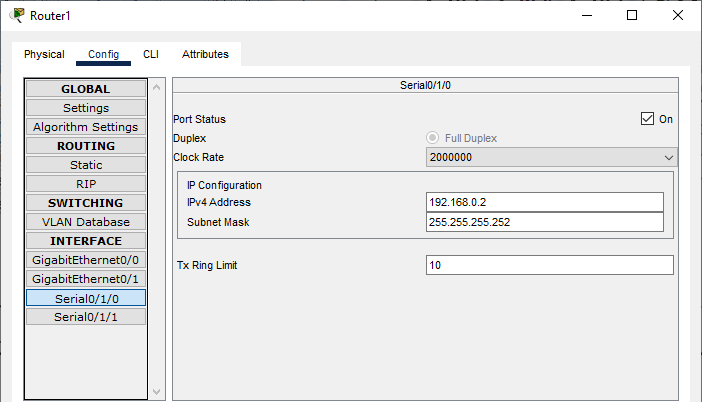 Router1
Physical Config CLI Attributes
GLOBAL
Settings
Algorithm Settings
ROUTING
Static
RIP
SWITCHING
VLAN Database
INTERFACE
GigabitEthernet0/0
GigabitEthernet0/1
Serial0/1/0
Serial0/1/1
Serial0/1/0
Port Status On
Duplex Full Duplex
Clock Rate 2000000
IP Configuration
IPv4 Address 192.168.0.2
Subnet Mask 255.255.255.252
Tx Ring Limit 10